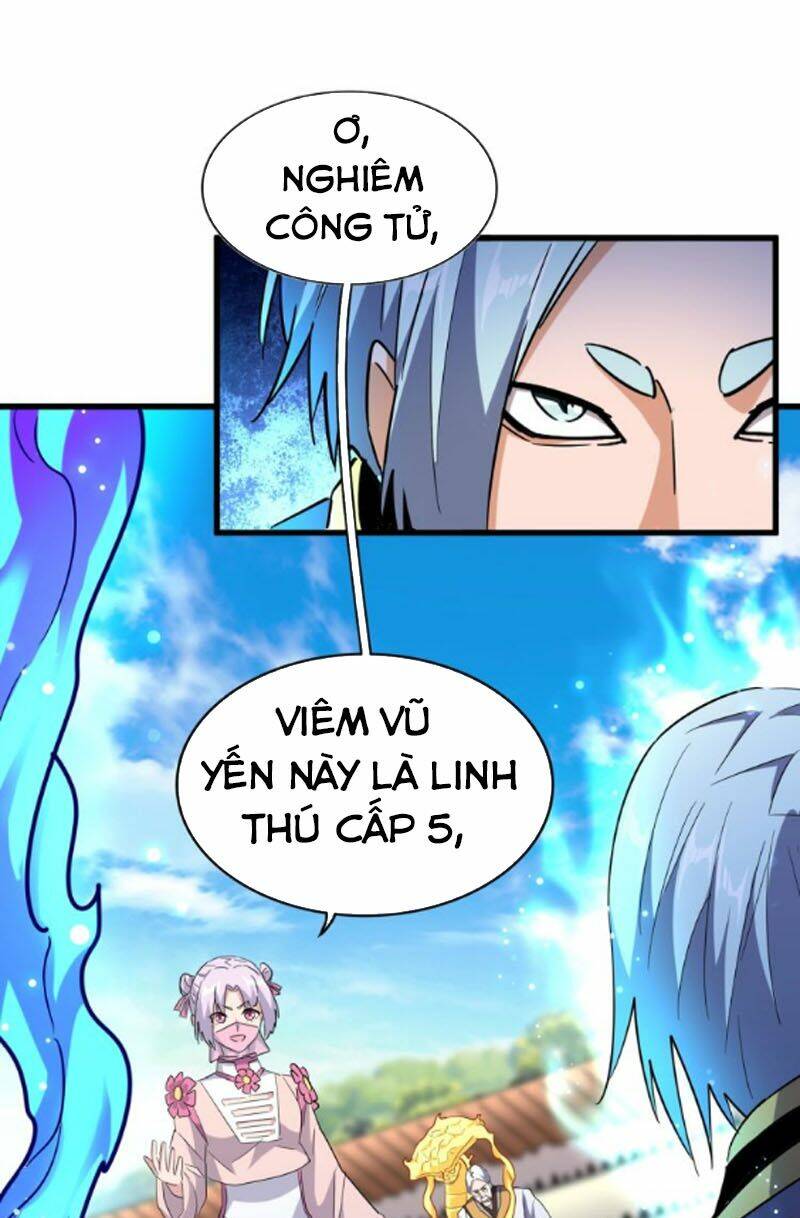 Ơ,
NGHIÊM
CÔNG TỬ,
VIÊM VŨ
YẾN NÀY LÀ LINH
THÚ CẤP 5,